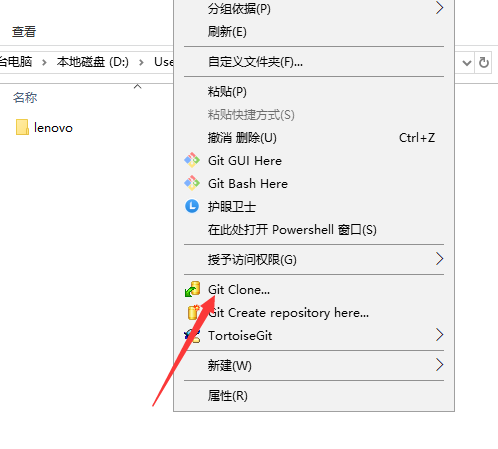 分组依据(P)
刷新(E)
查看
自定义文件夹(F)...
台电脑 > 本地磁盘 (D:) > Use
名称
粘贴(P)
粘贴快捷方式(S)
lenovo
撤消 删除(U) Ctrl+Z
Git GUI Here
Git Bash Here
护眼卫士
在此处打开 Powershell 窗口(S)
授予访问权限(G)
Git Clone...
Git Create repository here...
TortoiseGit
新建(W)
属性(R)